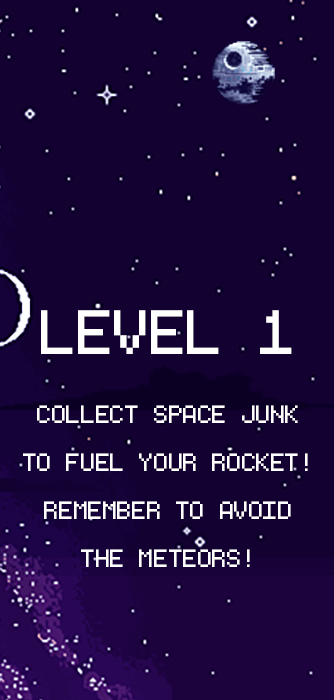 LEVEL 1
COLLECT SPACE JUNK
TO FUEL YOUR ROCKET!
REMEMBER TO AVOID
THE METEORS!